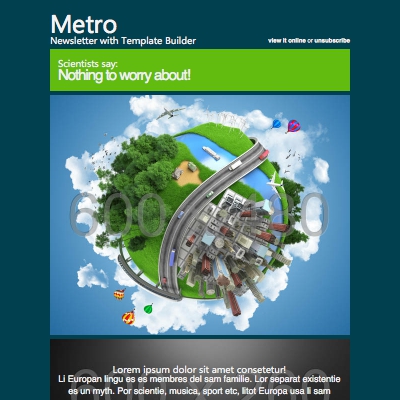 Metro
Newsletter with Template Builder
view it online or unsubscribe
Scientists say:
Nothing to worry about!
Lorem ipsum dolor sit amet consetetur!
Li Europan lingu es es membres del sam familie. Lor separat existentie
es un myth. Por scientie, musica, sport etc, litot Europa usa li sam